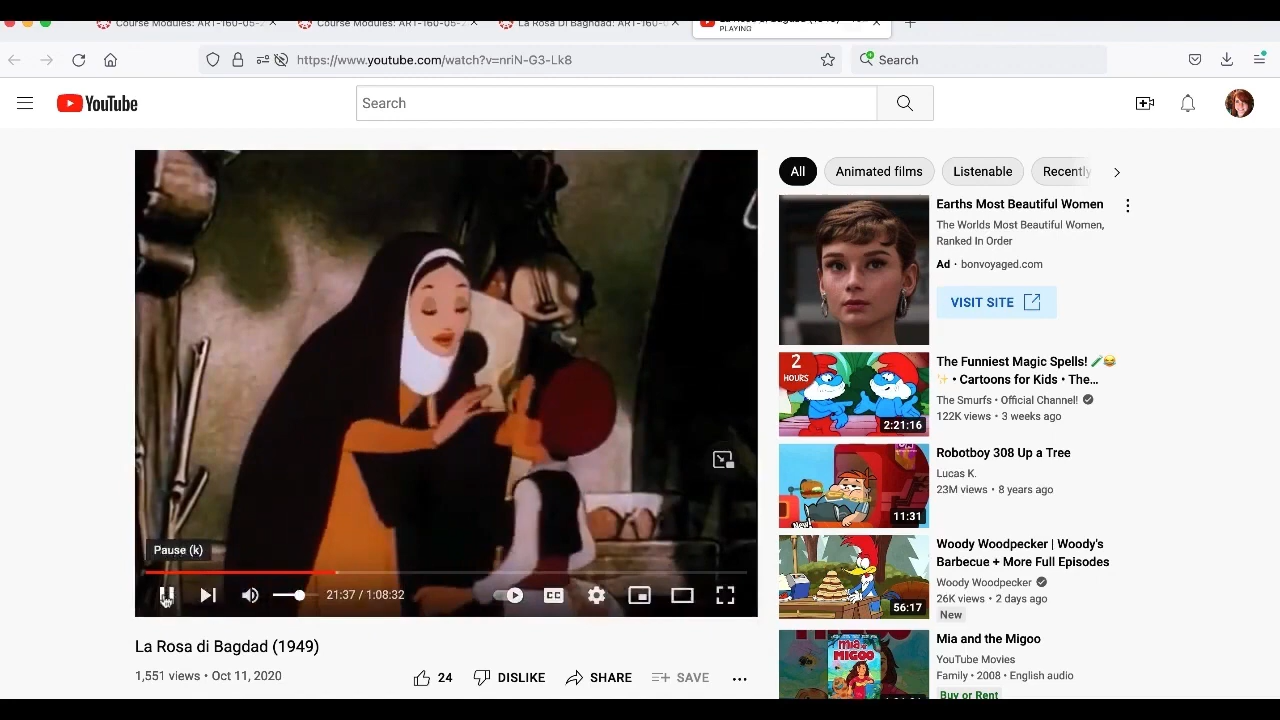 Course Modules: ART-160-05-2
Course Modules: ART-160-05-2
La Rosa Di Baghdad: ART-160-0
PLAYING
https://www.youtube.com/watch?v=nriN-G3-Lk8
Search
YouTube
Search
All
Animated films
Listenable
Recently
Earths Most Beautiful Women
The Worlds Most Beautiful Women,
Ranked In Order
Ad • bonvoyaged.com
VISIT SITE
2
HOURS
2:21:16
The Funniest Magic Spells! 🧪😂
✨ • Cartoons for Kids • The...
The Smurfs • Official Channel!
122K views • 3 weeks ago
Robotboy 308 Up a Tree
Lucas K.
23M views • 8 years ago
11:31
Woody Woodpecker | Woody's
Barbecue + More Full Episodes
Woody Woodpecker
26K views • 2 days ago
New
56:17
Mia and the Migoo
YouTube Movies
Family • 2008 • English audio
Buy or Rent
MIA
MIGOO
Pause (k)
21:37 / 1:08:32
CC
La Rosa di Bagdad (1949)
1,551 views • Oct 11, 2020
24
DISLIKE
SHARE
SAVE